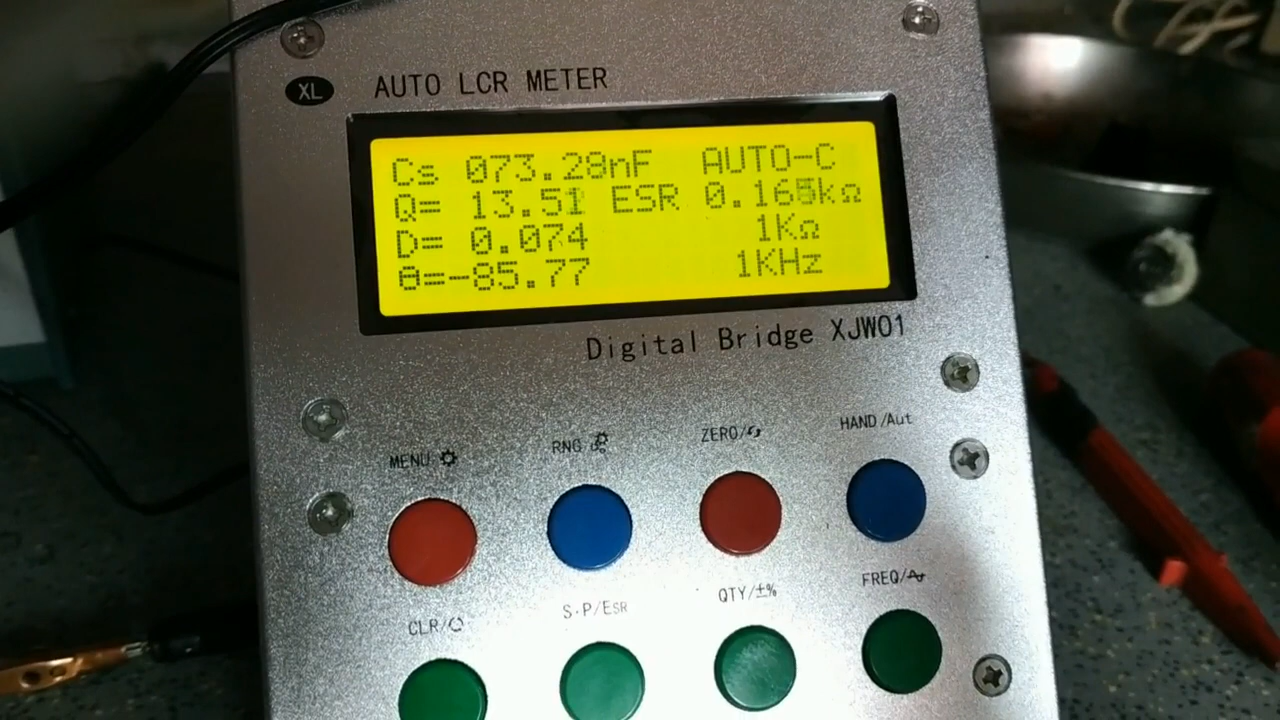 XL AUTO LCR METER
Cs 073.28nF AUTO-C
Q= 13.51 ESR 0.165kΩ
D= 0.074 1KΩ
θ=-85.77 1KHz
Digital Bridge XJW01
MENU RNG ZERO/ HAND/Aut
CLR/ S·P/ESR QTY/±% FREQ/